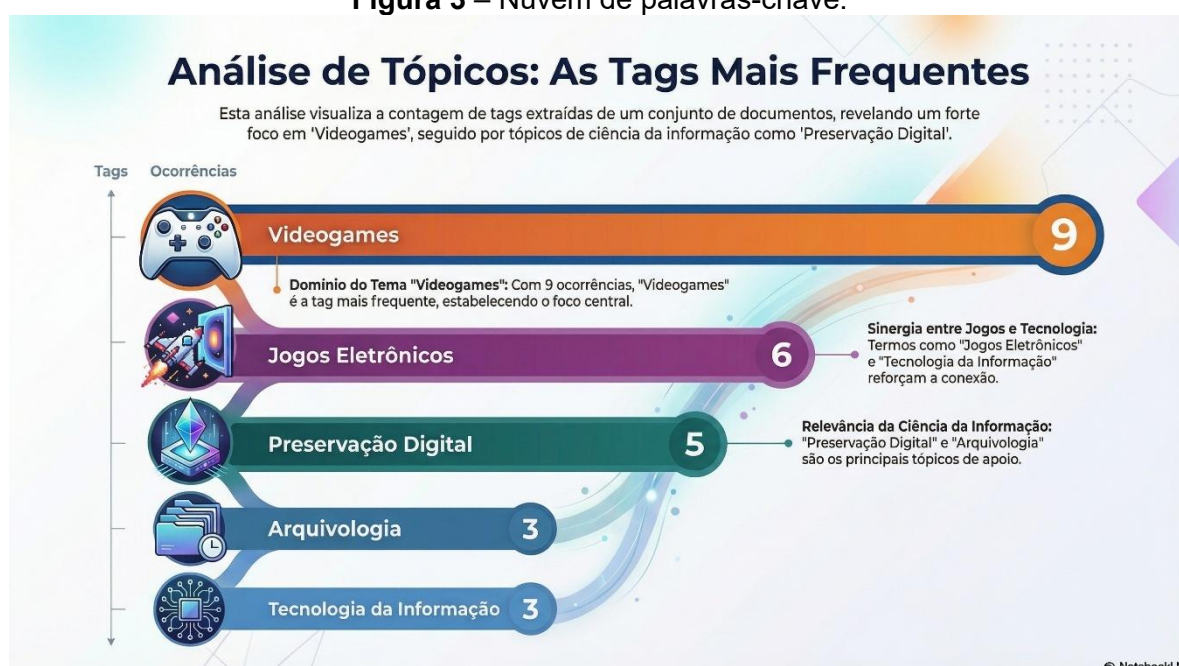 Figura 3 – Nuvem de palavras-chave.
Análise de Tópicos: As Tags Mais Frequentes
Esta análise visualiza a contagem de tags extraídas de um conjunto de documentos, revelando um forte
foco em 'Videogames', seguido por tópicos de ciência da informação como 'Preservação Digital'.
Tags Ocorrências
Videogames 9
Dominio do Tema "Videogames": Com 9 ocorrências, "Videogames"
é a tag mais frequente, estabelecendo o foco central.
Jogos Eletrônicos 6
Sinergia entre Jogos e Tecnologia:
Termos como "Jogos Eletrônicos"
e "Tecnologia da Informação"
reforçam a conexão.
Preservação Digital 5
Relevância da Ciência da Informação:
"Preservação Digital" e "Arquivologia"
são os principais tópicos de apoio.
Arquivologia 3
Tecnologia da Informação 3